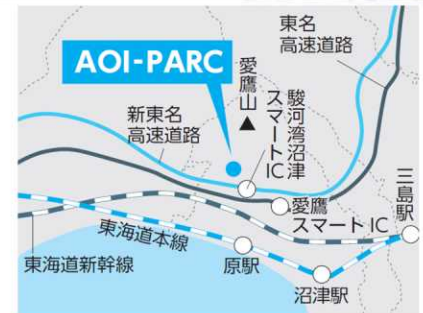 東名
高速道路
AOI-PARC
愛鷹山
新東名
高速道路
駿河湾沼津
スマートIC
愛鷹
スマートIC
三島駅
東海道本線
東海道新幹線
原駅
沼津駅